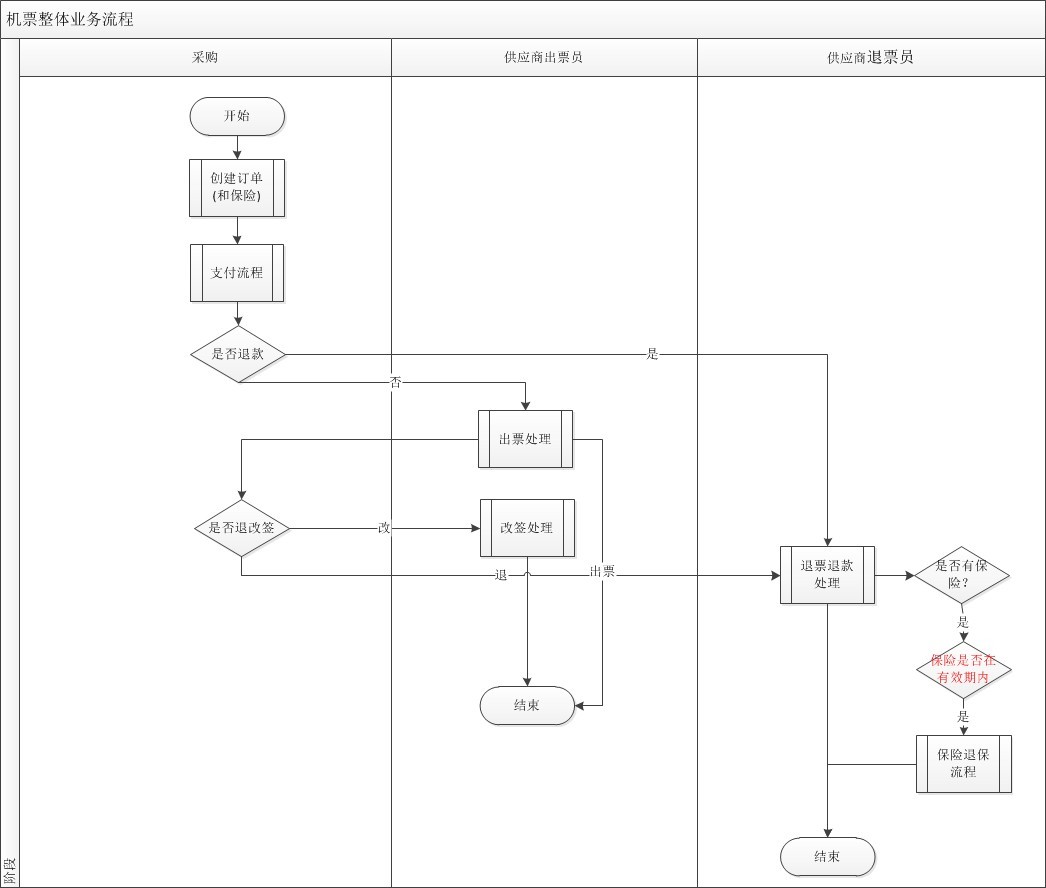 机票整体业务流程
采购
供应商出票员
供应商退票员
开始
创建订单
(和保险)
支付流程
是否退款
是
否
出票处理
是否退改签
改
改签处理
退
出票
退票退款
处理
是否有保
险?
是
保险是否在
有效期内
是
结束
保险退保
流程
结束
阶段